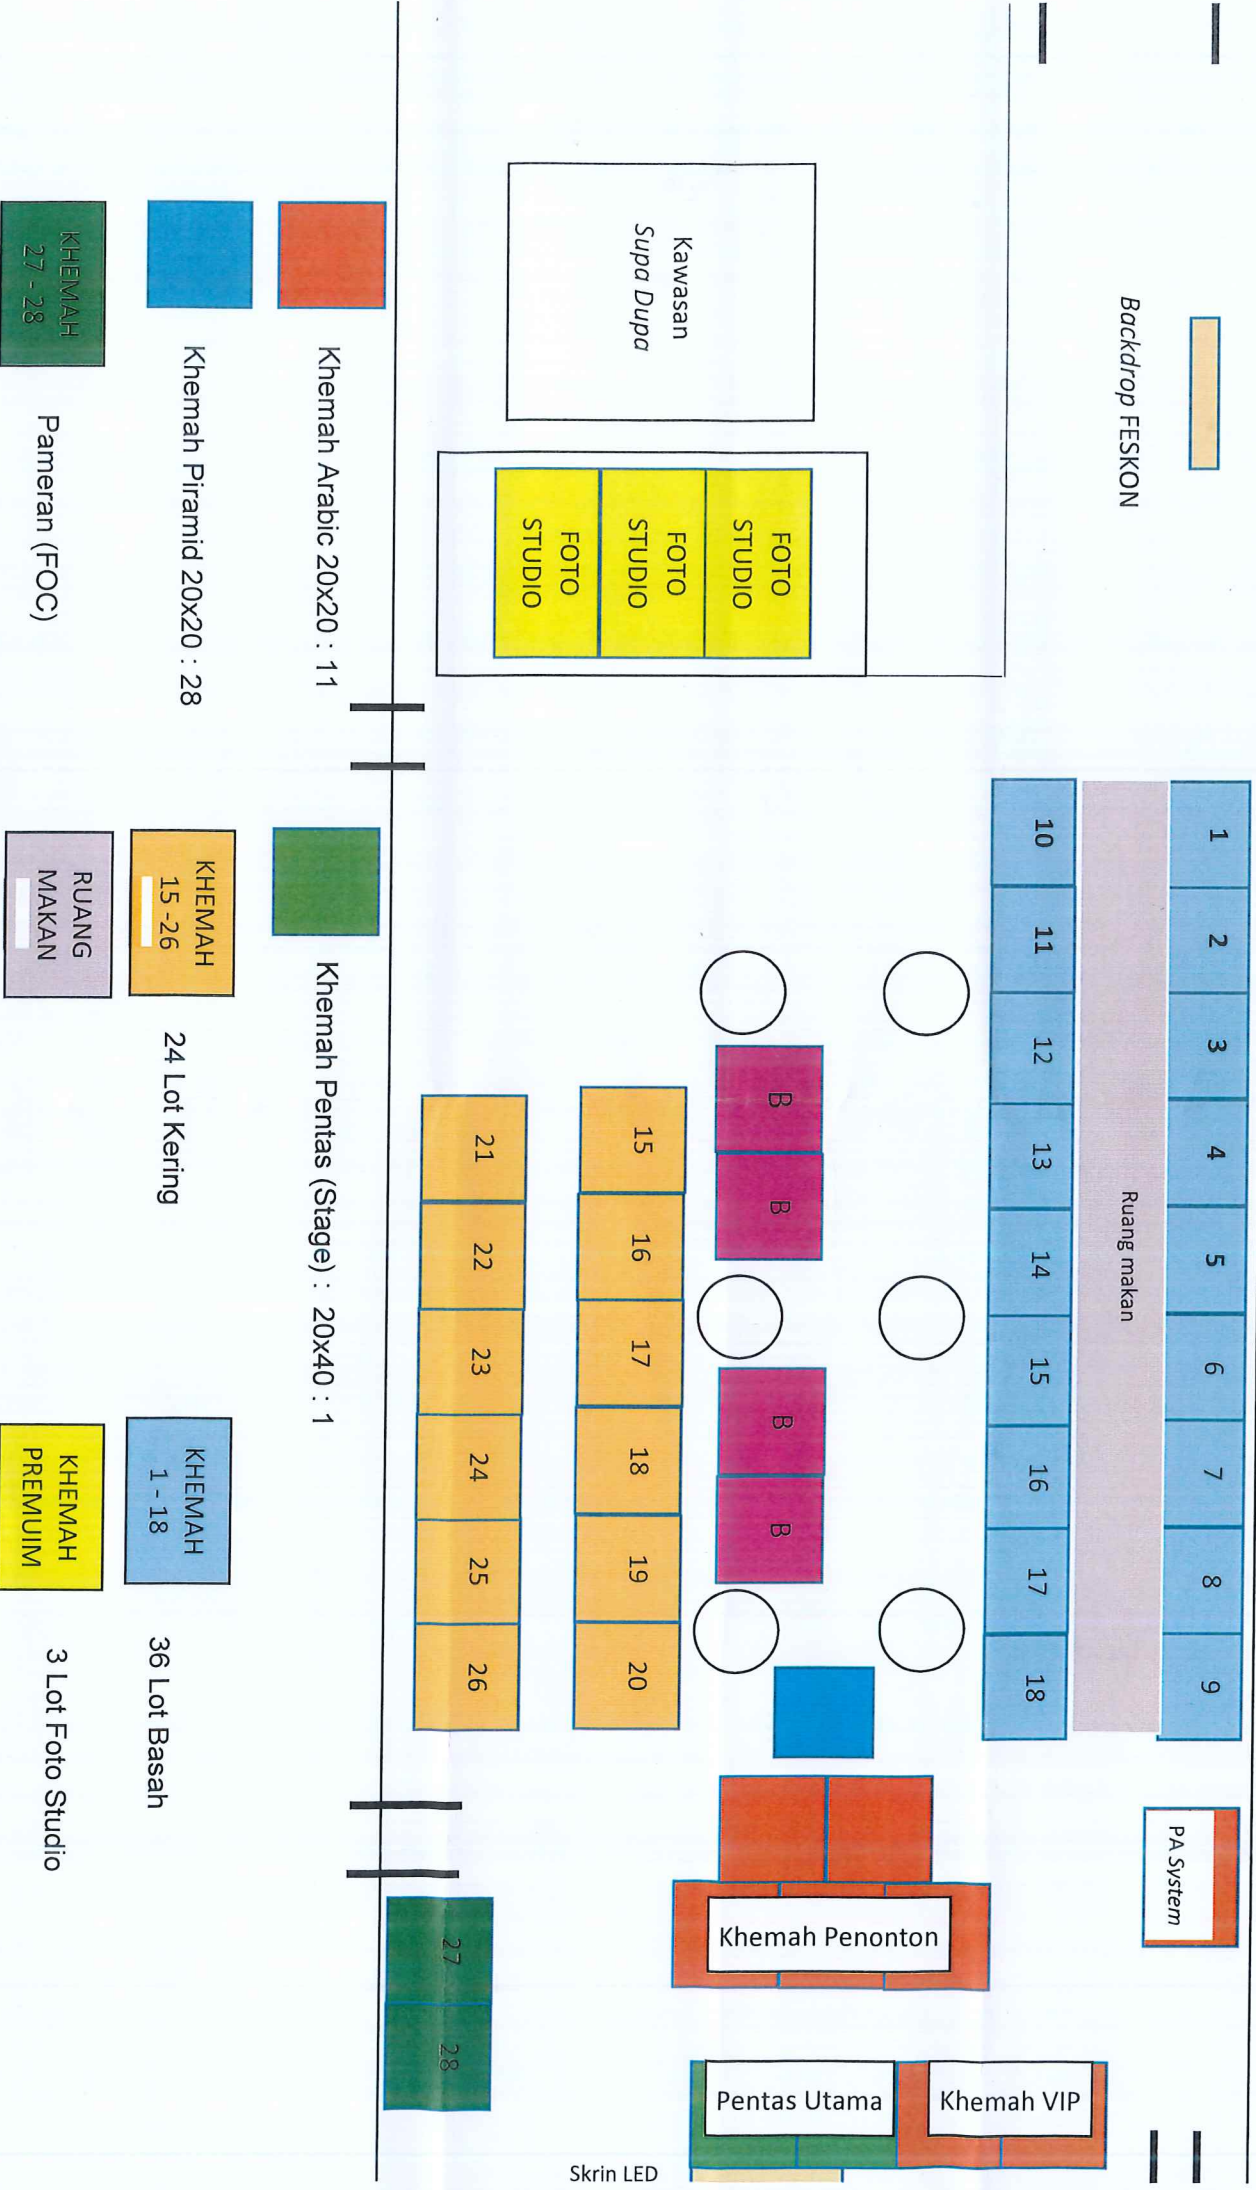 Backdrop FESKON
Kawasan
Supa Dupa
FOTO
STUDIO
FOTO
STUDIO
FOTO
STUDIO
1
2
3
4
5
6
7
8
9
Ruang makan
10
11
12
13
14
15
16
17
18
B
B
B
B
15
16
17
18
19
20
21
22
23
24
25
26
PA System
Khemah Penonton
Khemah VIP
Pentas Utama
Skrin LED
27
28
Khemah Arabic 20x20 : 11
Khemah Piramid 20x20 : 28
KHEMAH
27 - 28
Pameran (FOC)
Khemah Pentas (Stage) : 20x40 : 1
KHEMAH
15 -26
24 Lot Kering
RUANG
MAKAN
KHEMAH
1 - 18
36 Lot Basah
KHEMAH
PREMUIM
3 Lot Foto Studio